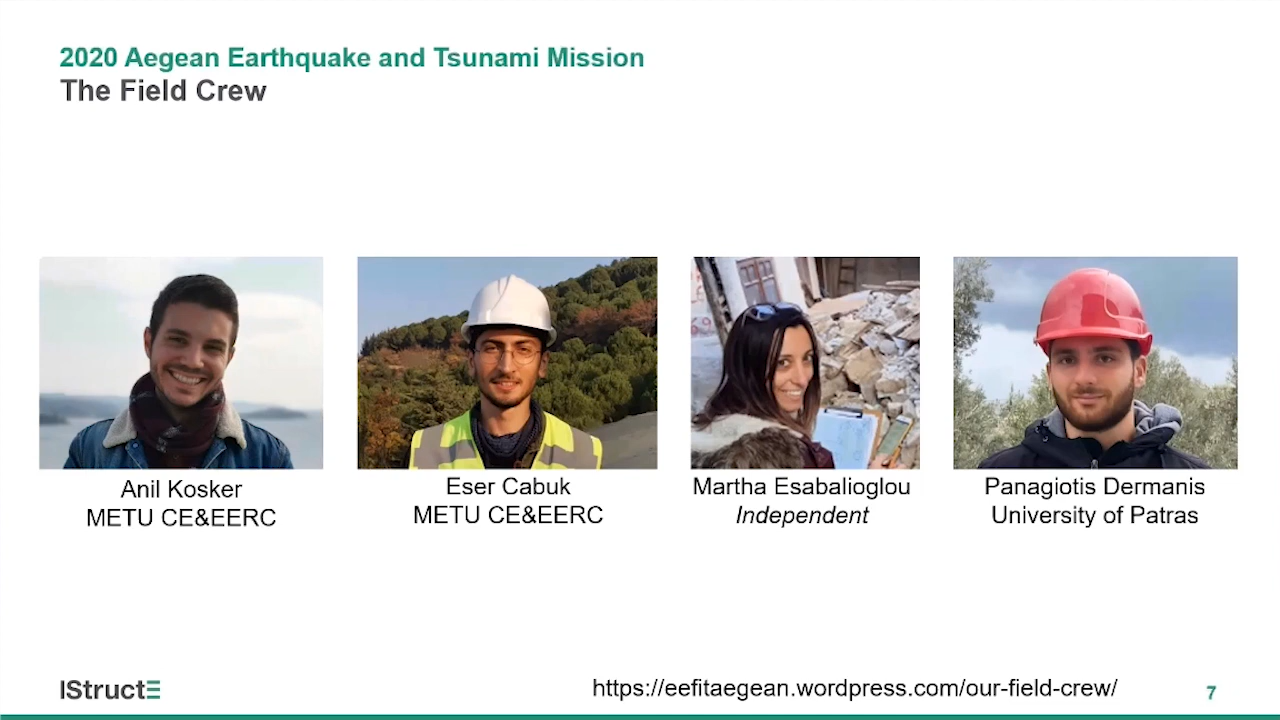 2020 Aegean Earthquake and Tsunami Mission
The Field Crew
Anil Kosker
METU CE&EERC
Eser Cabuk
METU CE&EERC
Martha Esabalioglou
Independent
Panagiotis Dermanis
University of Patras
IStructE
https://eefitaegean.wordpress.com/our-field-crew/
7